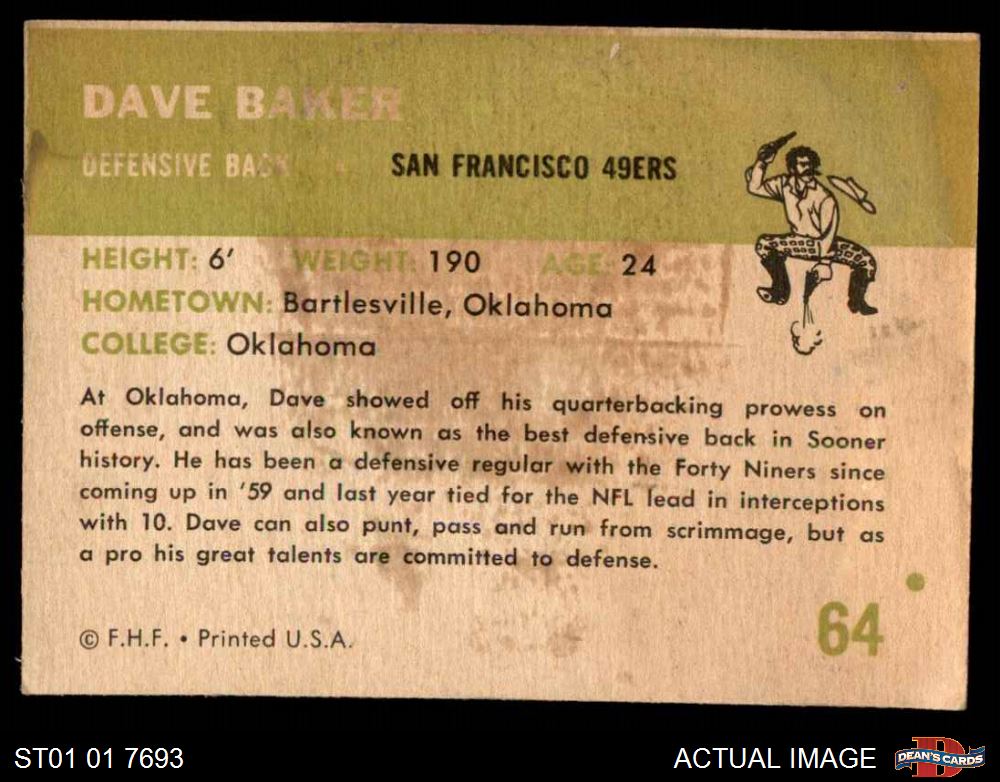 DAVE BAKER
DEFENSIVE BACK • SAN FRANCISCO 49ERS
HEIGHT: 6' WEIGHT: 190 AGE: 24
HOMETOWN: Bartlesville, Oklahoma
COLLEGE: Oklahoma
At Oklahoma, Dave showed off his quarterbacking prowess on
offense, and was also known as the best defensive back in Sooner
history. He has been a defensive regular with the Forty Niners since
coming up in '59 and last year tied for the NFL lead in interceptions
with 10. Dave can also punt, pass and run from scrimmage, but as
a pro his great talents are committed to defense.
© F.H.F. • Printed U.S.A.
64
ST01 01 7693
ACTUAL IMAGE
D
DEAN'S CARDS